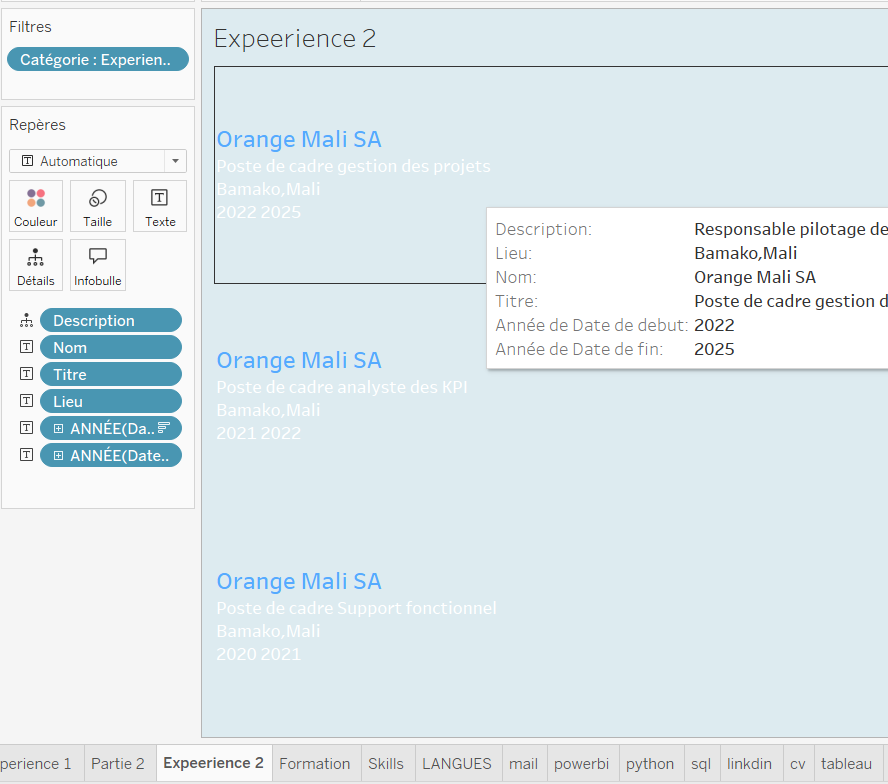 Filtres
Catégorie : Experien..
Repères
Automatique
Couleur
Taille
Texte
Détails
Infobulle
Description
Nom
Titre
Lieu
ANNÉE(Da..
ANNÉE(Date..
Expeerience 2
Orange Mali SA
Poste de cadre gestion des projets
Bamako,Mali
2022 2025
Description: Responsable pilotage de
Lieu: Bamako,Mali
Nom: Orange Mali SA
Titre: Poste de cadre gestion d
Année de Date de debut: 2022
Année de Date de fin: 2025
Orange Mali SA
Poste de cadre analyste des KPI
Bamako,Mali
2021 2022
Orange Mali SA
Poste de cadre Support fonctionnel
Bamako,Mali
2020 2021
perience 1 Partie 2 Expeerience 2 Formation Skills LANGUES mail powerbi python sql linkdin cv tableau